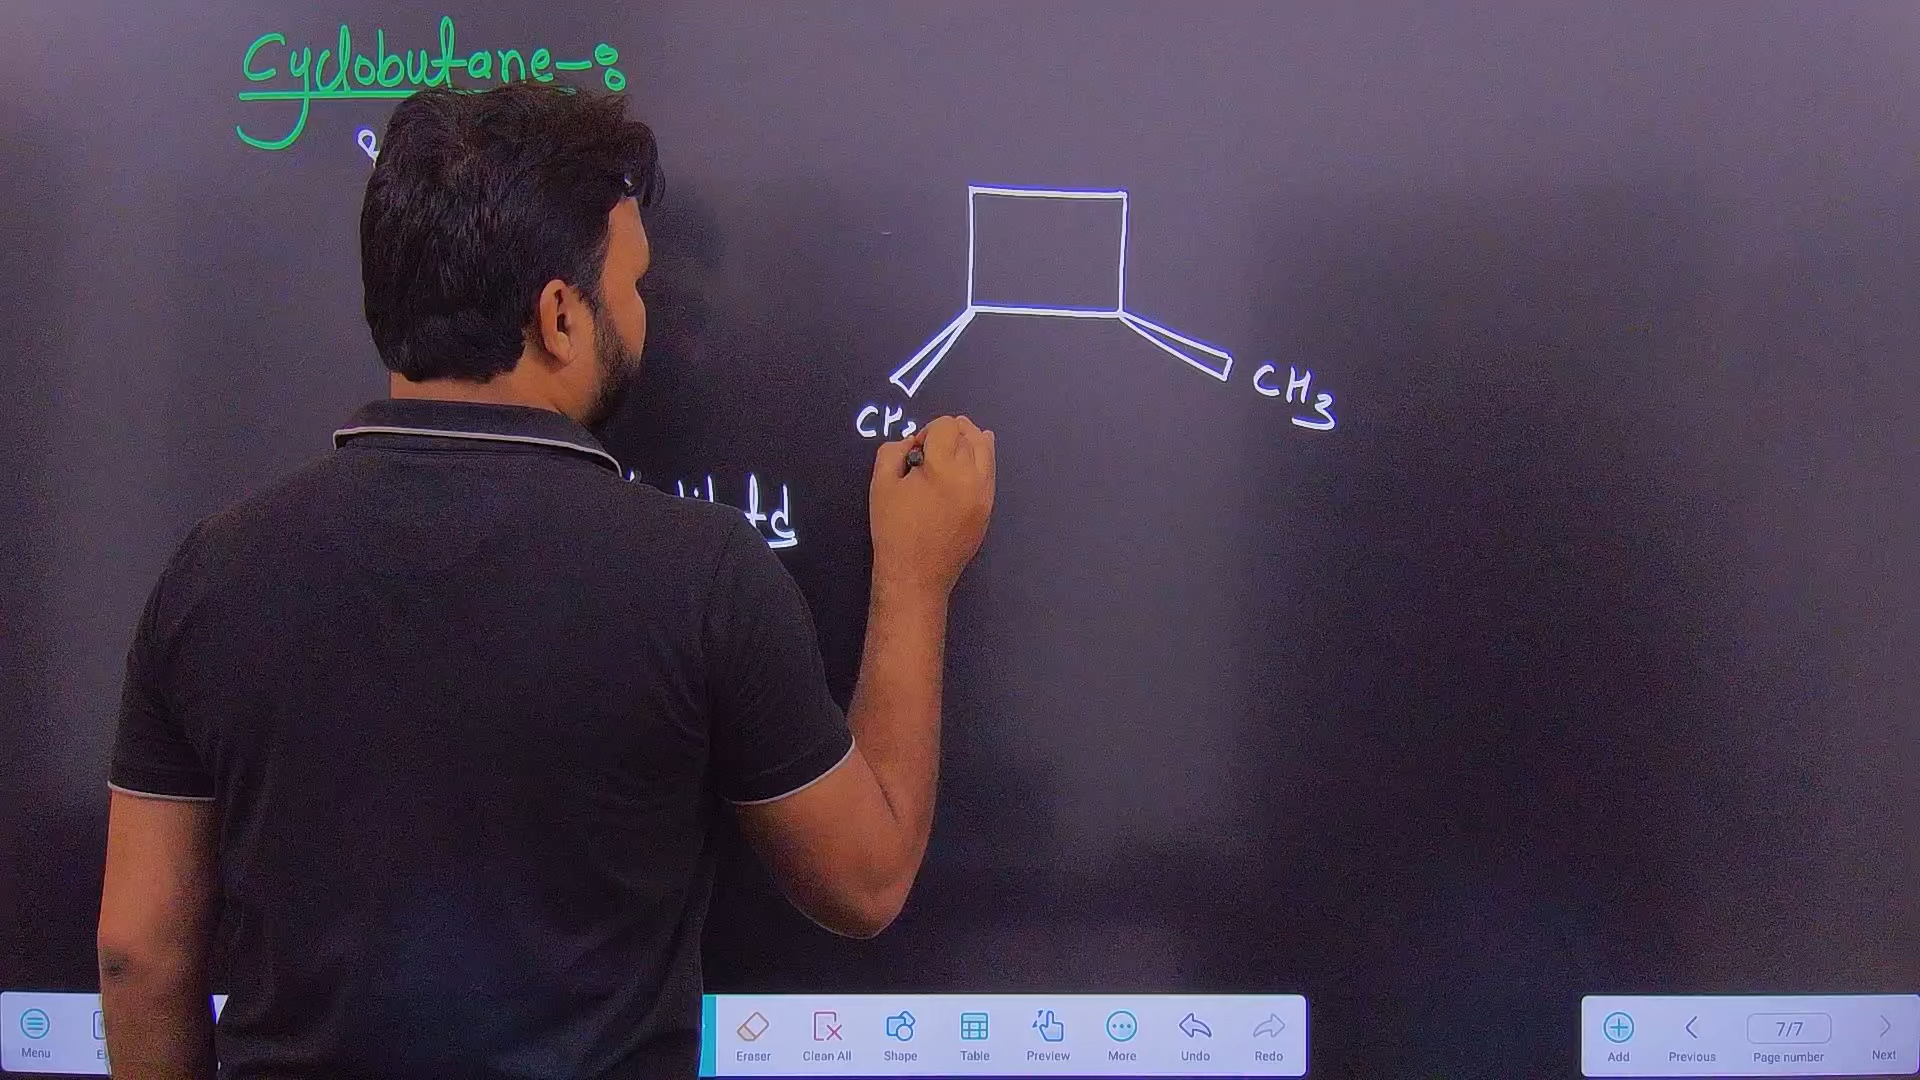 Cyclobutane-:
CH3
CH3
Menu
Eraser
Clean All
Shape
Table
Preview
More
Undo
Redo
Add
Previous
7/7
Page number
Next